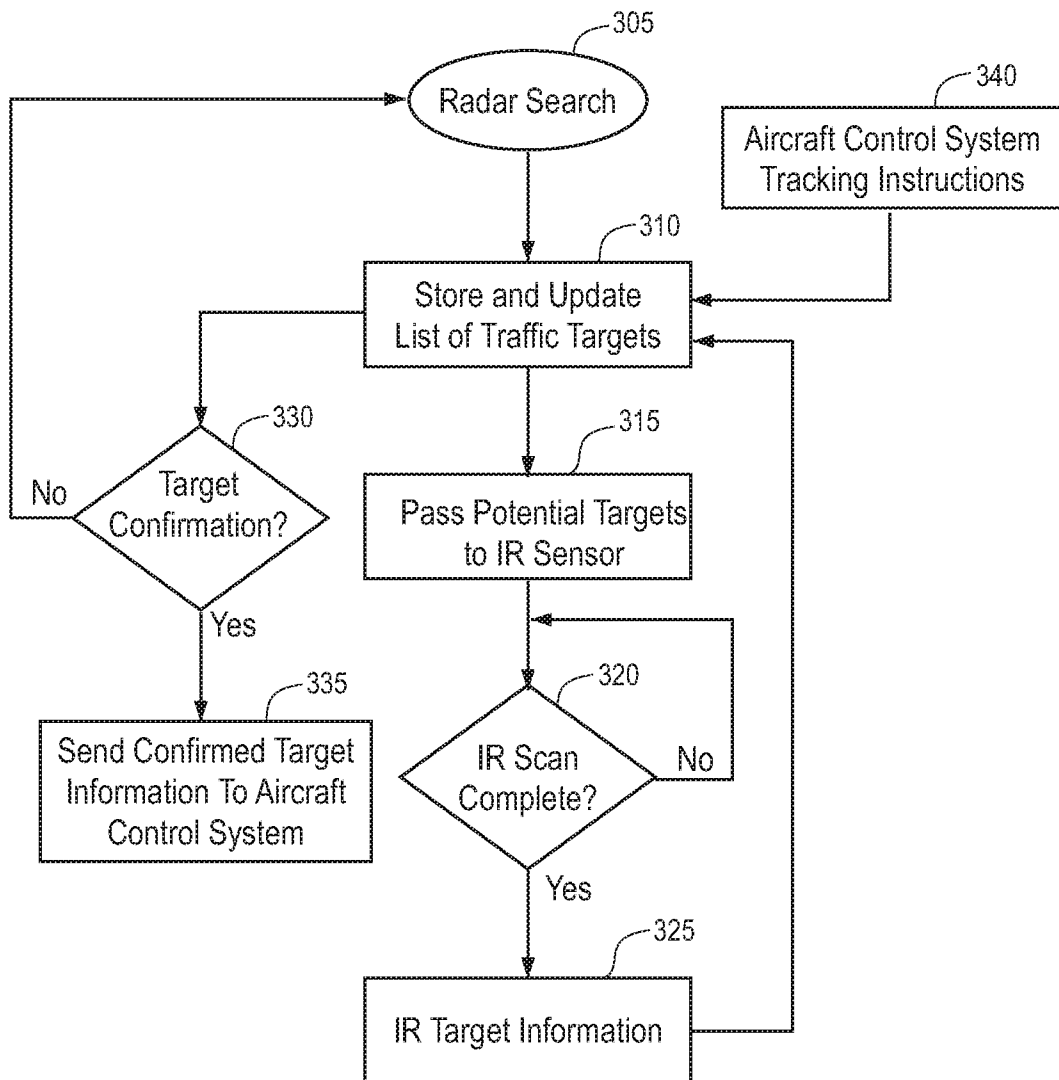 305
Radar Search
340
Aircraft Control System
Tracking Instructions
310
Store and Update
List of Traffic Targets
330
Target
Confirmation?
No
Yes
315
Pass Potential Targets
to IR Sensor
335
Send Confirmed Target
Information To Aircraft
Control System
320
IR Scan
Complete?
No
Yes
325
IR Target Information